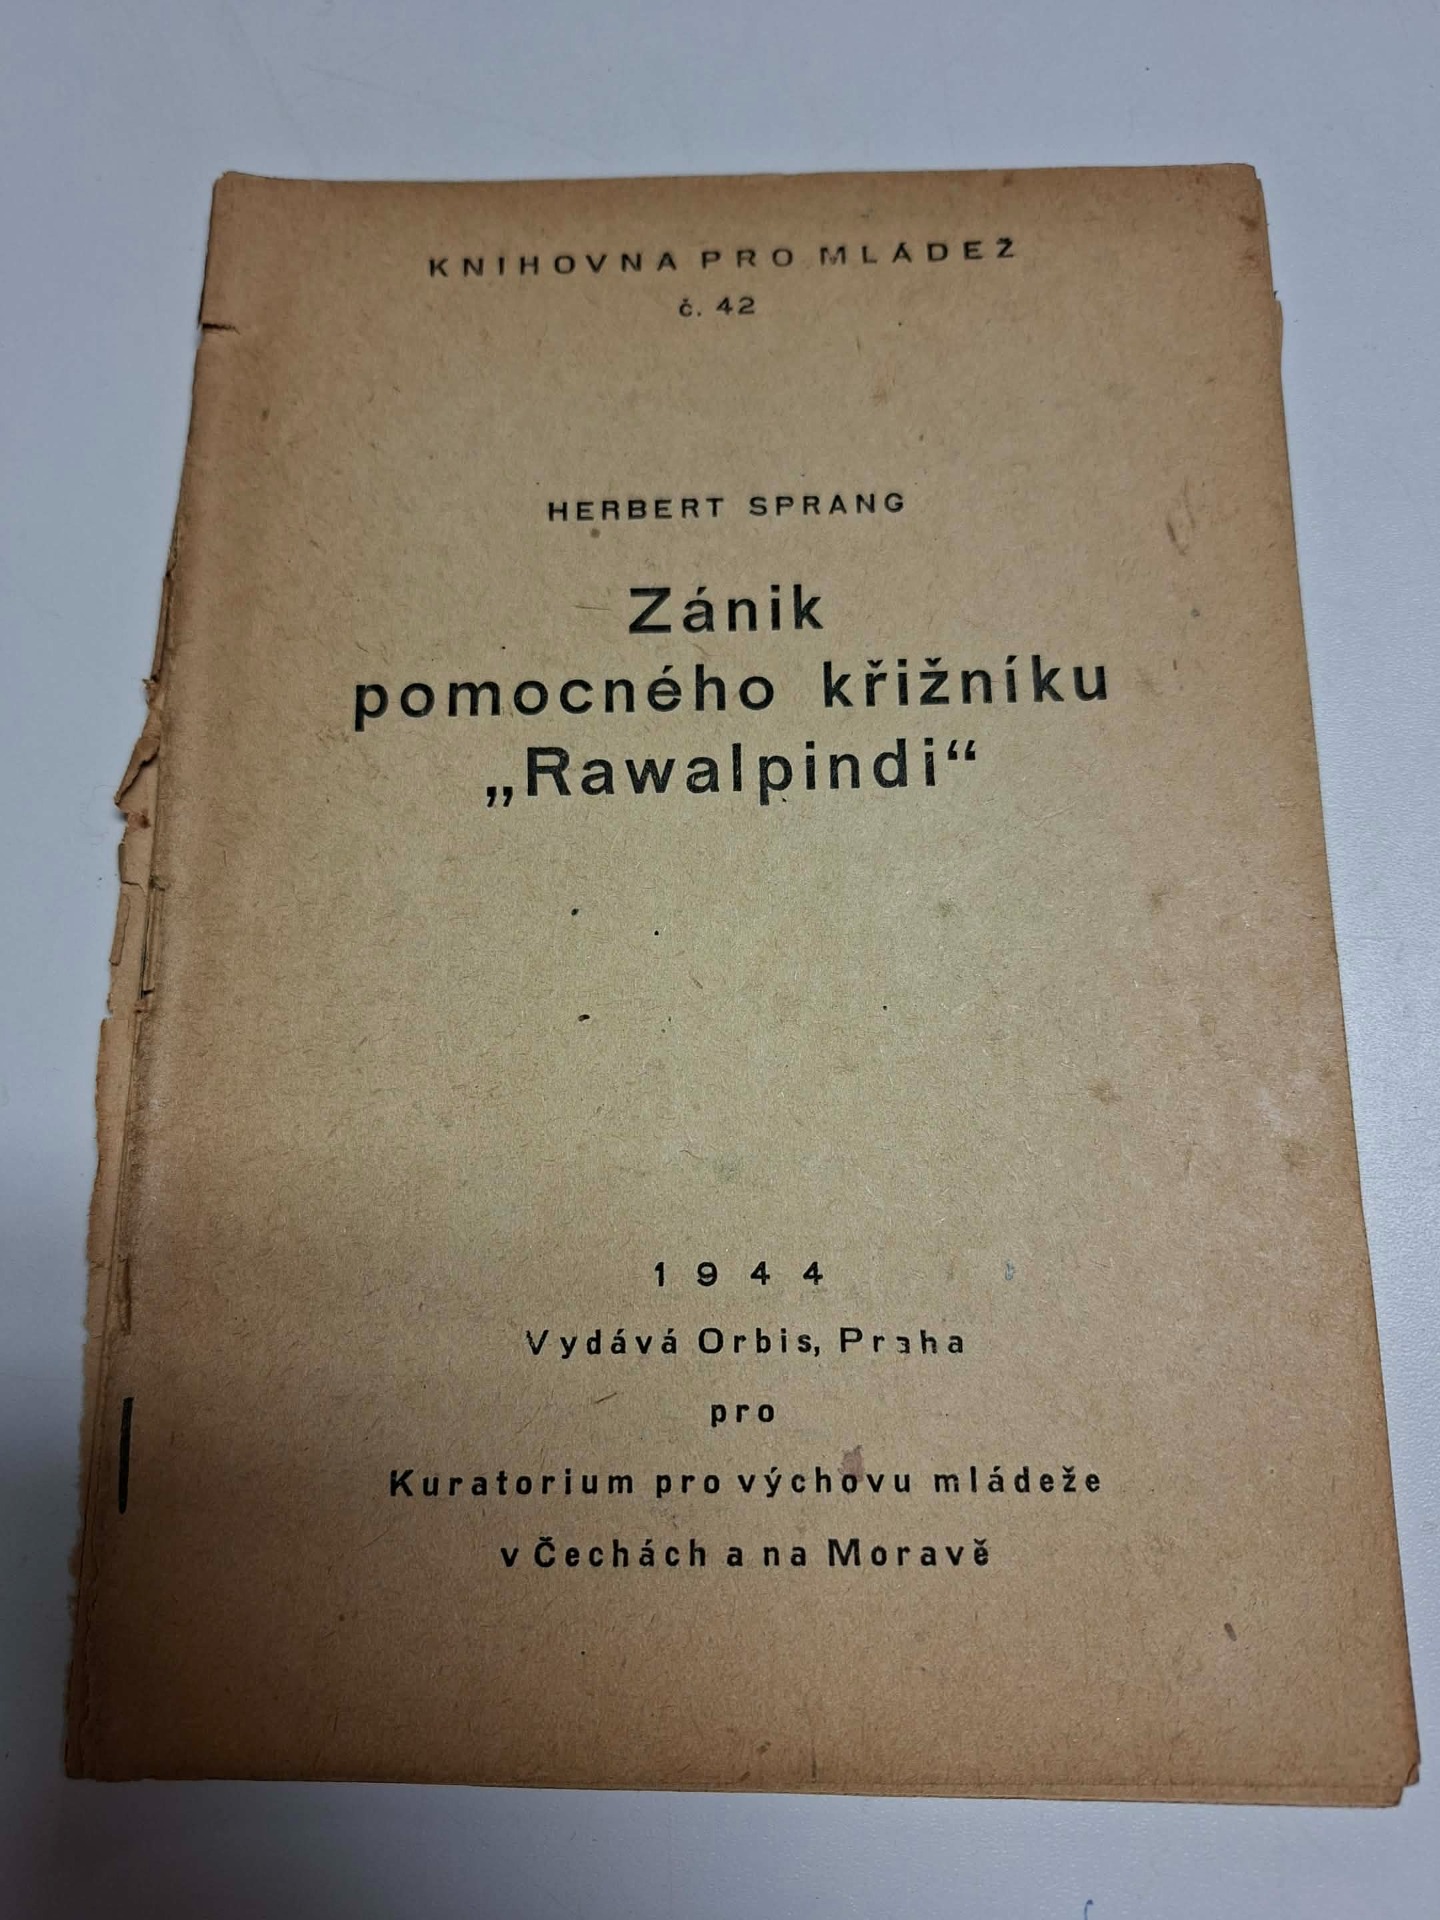 KNIHOVNA PRO MLÁDEŽ
č. 42
HERBERT SPRANG
Zánik
pomocného křižníku
„Rawalpindi“
1944
Vydává Orbis, Praha
pro
Kuratorium pro výchovu mládeže
v Čechách a na Moravě